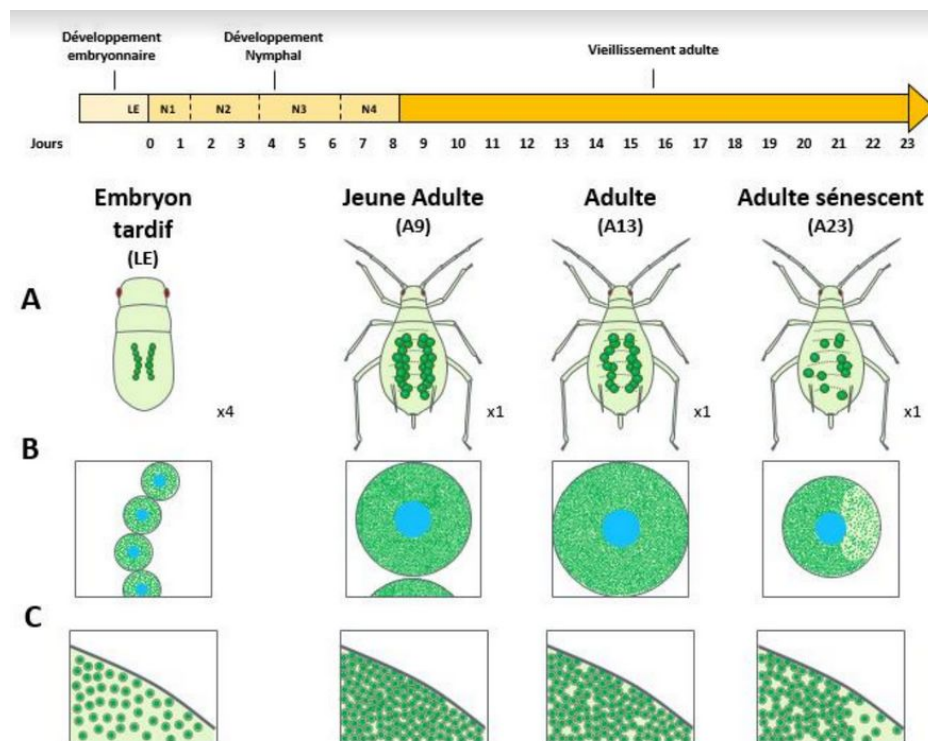 Développement
embryonnaire
Développement
Nymphal
Vieillissement adulte
LE N1 N2 N3 N4
Jours 0 1 2 3 4 5 6 7 8 9 10 11 12 13 14 15 16 17 18 19 20 21 22 23
Embryon
tardif
(LE)
Jeune Adulte
(A9)
Adulte
(A13)
Adulte sénescent
(A23)
A
x4
x1
x1
x1
B
C